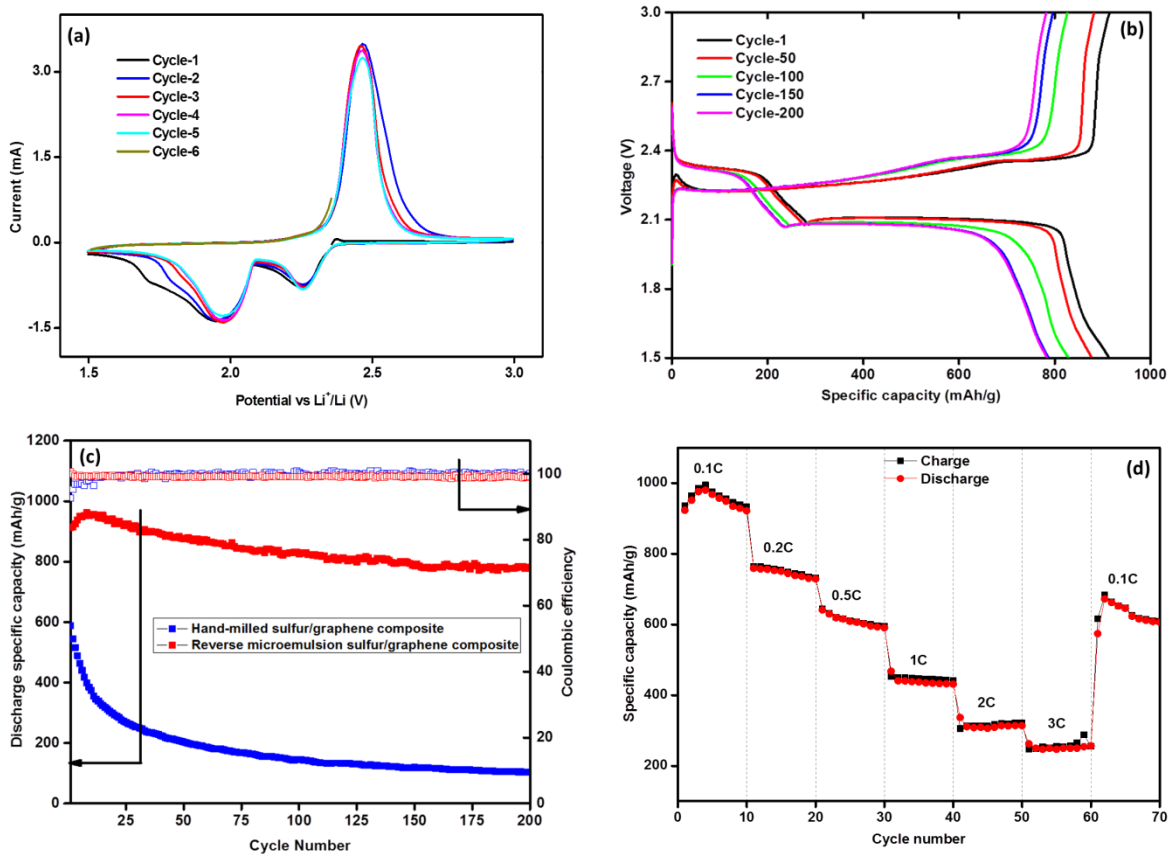 (a)
Cycle-1
Cycle-2
Cycle-3
Cycle-4
Cycle-5
Cycle-6
3.0
1.5
0.0
-1.5
Current (mA)
1.5 2.0 2.5 3.0
Potential vs Li⁺/Li (V)
(b)
Cycle-1
Cycle-50
Cycle-100
Cycle-150
Cycle-200
3.0
2.7
2.4
2.1
1.8
1.5
Voltage (V)
0 200 400 600 800 1000
Specific capacity (mAh/g)
(c)
1200
1000
800
600
400
200
0
Discharge specific capacity (mAh/g)
Hand-milled sulfur/graphene composite
Reverse microemulsion sulfur/graphene composite
100
80
60
40
20
0
Coulombic efficiency
25 50 75 100 125 150 175 200
Cycle Number
(d)
Charge
Discharge
0.1C
0.2C
0.5C
1C
2C
3C
0.1C
1000
800
600
400
200
Specific capacity (mAh/g)
0 10 20 30 40 50 60 70
Cycle number